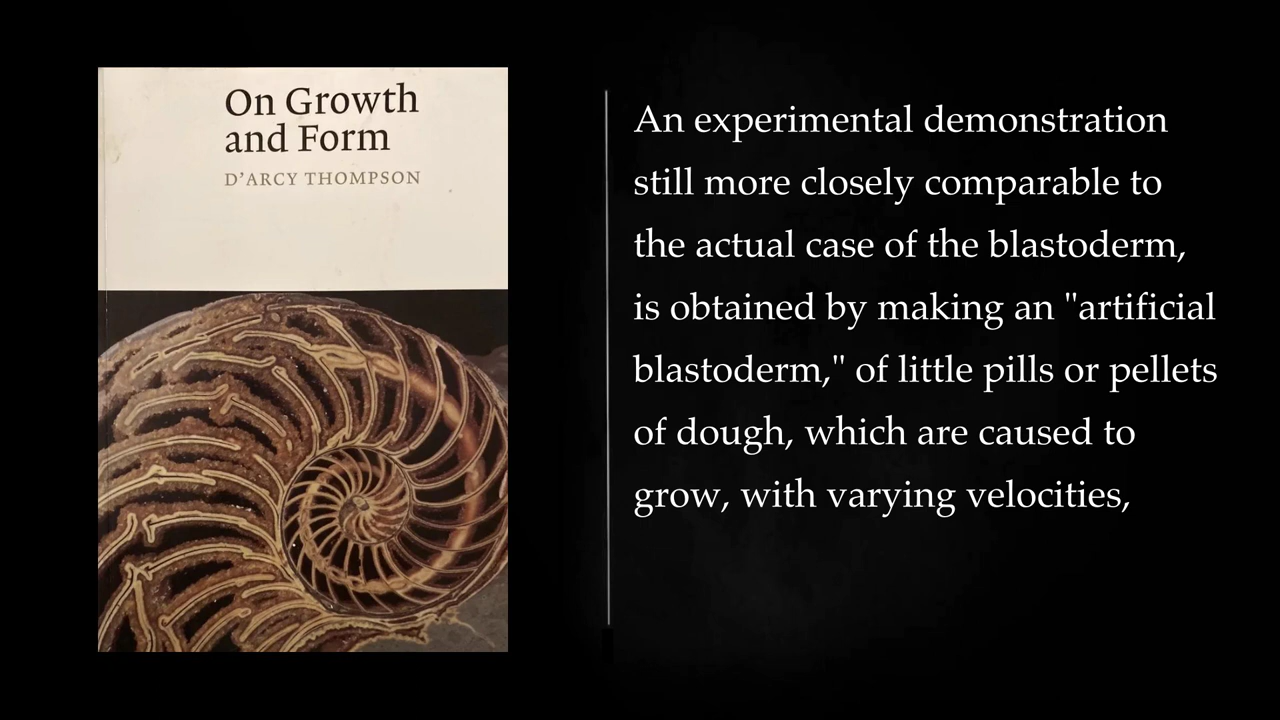 On Growth
and Form
D'ARCY THOMPSON
An experimental demonstration
still more closely comparable to
the actual case of the blastoderm,
is obtained by making an "artificial
blastoderm," of little pills or pellets
of dough, which are caused to
grow, with varying velocities,